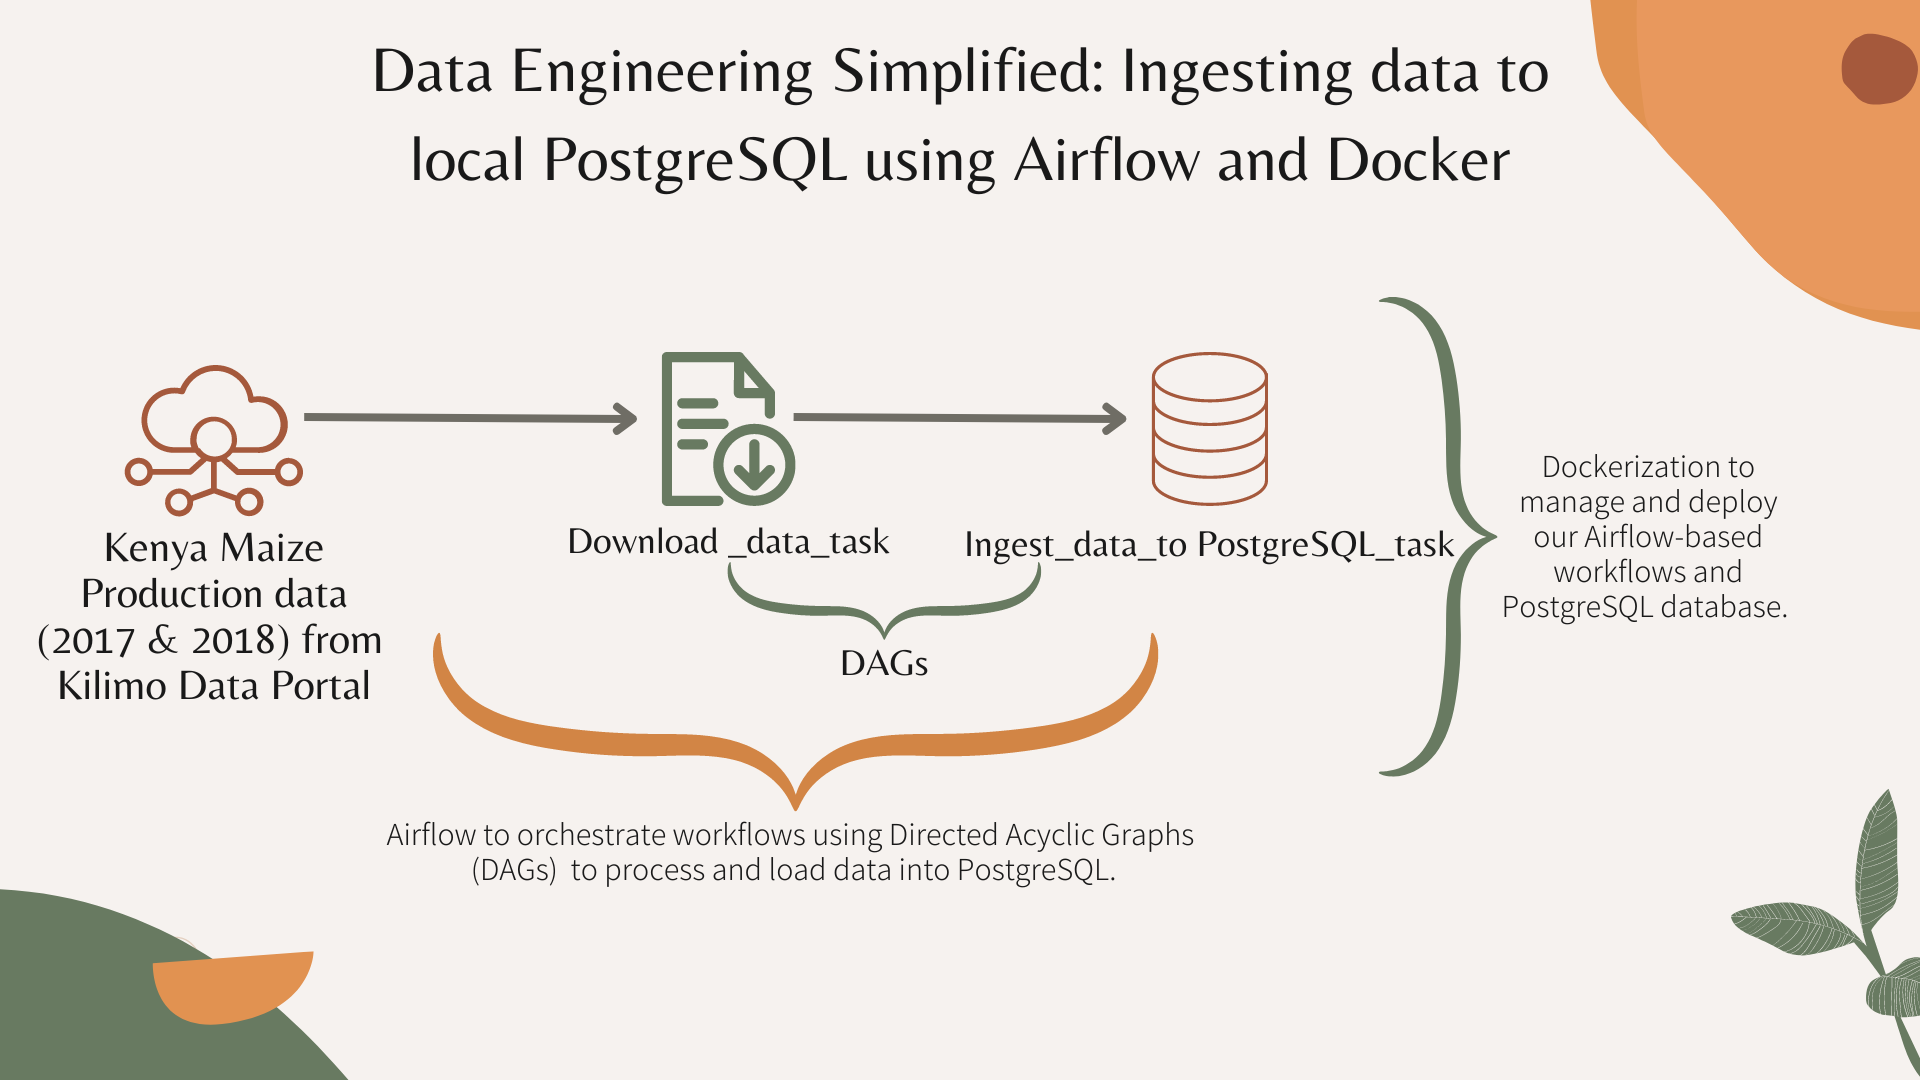 Data Engineering Simplified: Ingesting data to
local PostgreSQL using Airflow and Docker
Kenya Maize
Production data
(2017 & 2018) from
Kilimo Data Portal
Download _data_task
Ingest_data_to PostgreSQL_task
DAGs
Airflow to orchestrate workflows using Directed Acyclic Graphs
(DAGs)  to process and load data into PostgreSQL.
Dockerization to
manage and deploy
our Airflow-based
workflows and
PostgreSQL database.